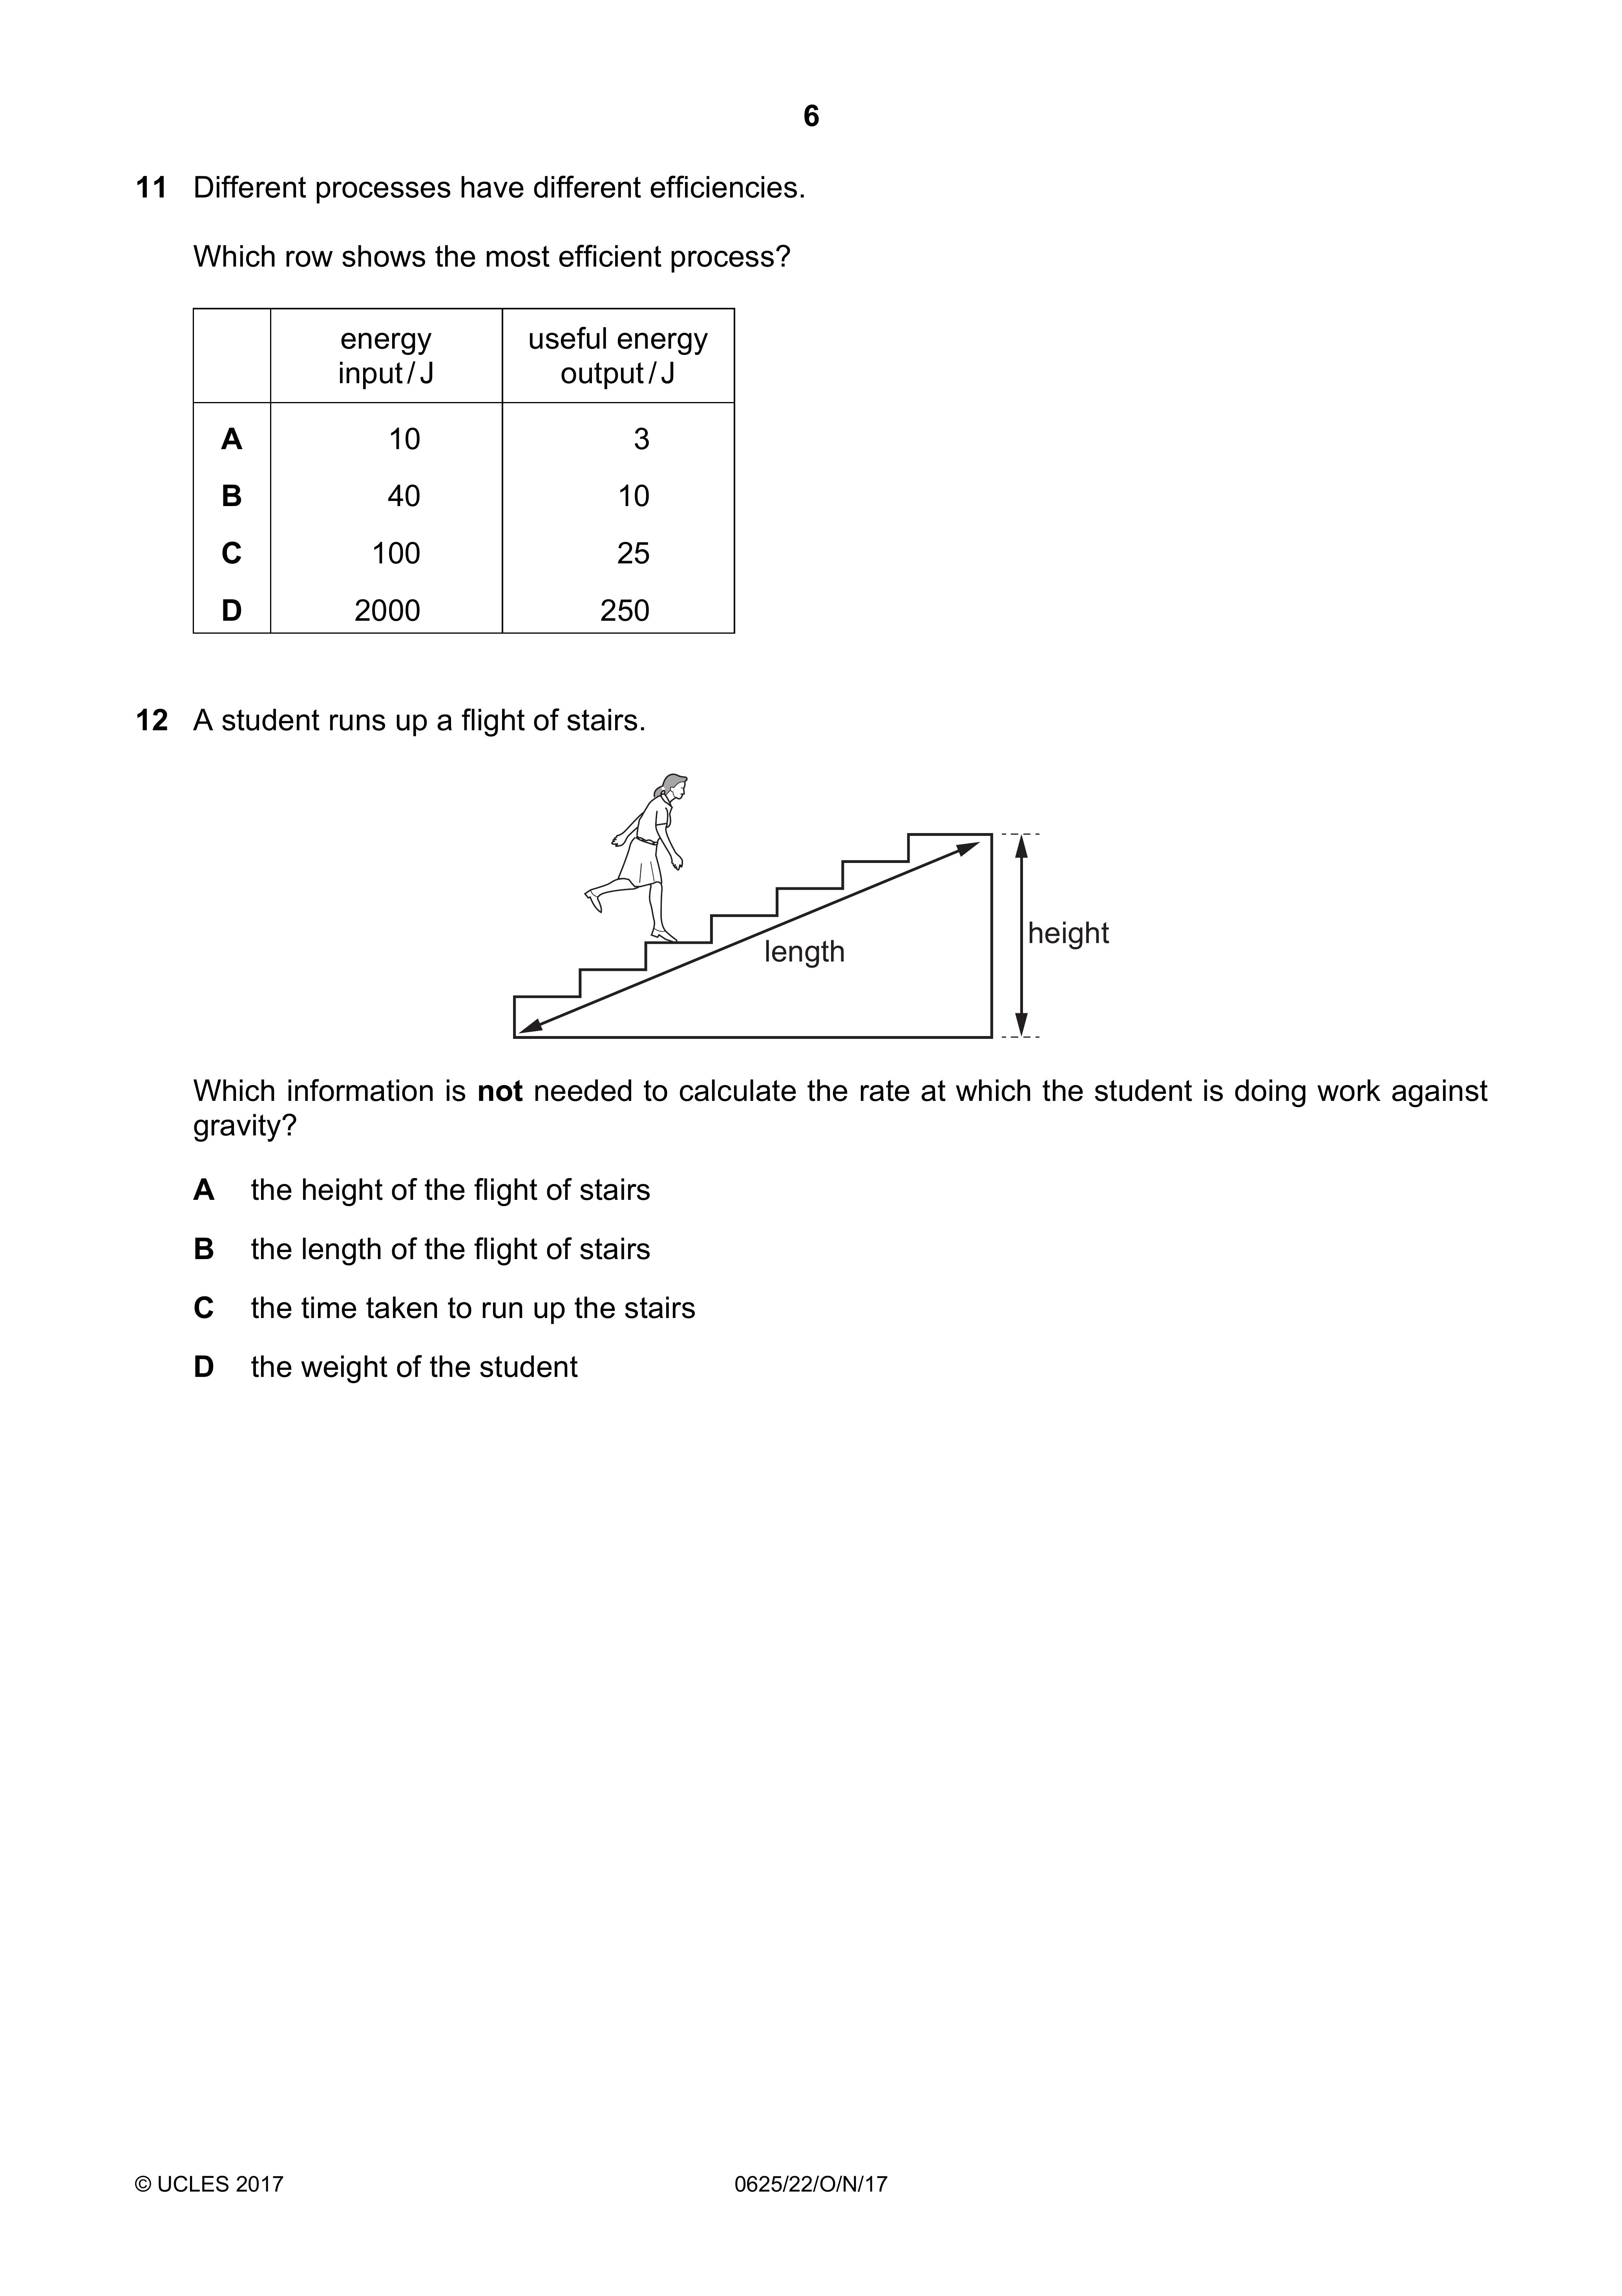 6
11 Different processes have different efficiencies.
Which row shows the most efficient process?
energy input / J useful energy output / J
A 10 3
B 40 10
C 100 25
D 2000 250
12 A student runs up a flight of stairs.
length
height
Which information is not needed to calculate the rate at which the student is doing work against
gravity?
A the height of the flight of stairs
B the length of the flight of stairs
C the time taken to run up the stairs
D the weight of the student
© UCLES 2017 0625/22/O/N/17